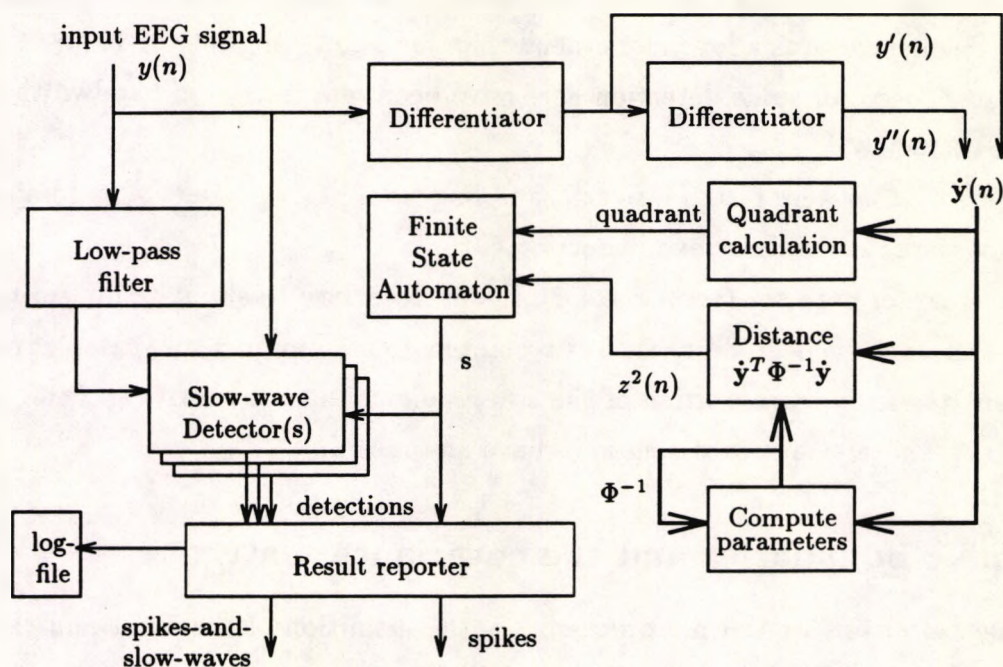 input EEG signal
y(n)
y′(n)
Differentiator
Differentiator
y″(n)
ẏ(n)
Low-pass
filter
Finite
State
Automaton
quadrant
Quadrant
calculation
s
z²(n)
Distance
ẏᵀΦ⁻¹ẏ
Slow-wave
Detector(s)
Φ⁻¹
Compute
parameters
detections
log-
file
Result reporter
spikes-and-
slow-waves
spikes